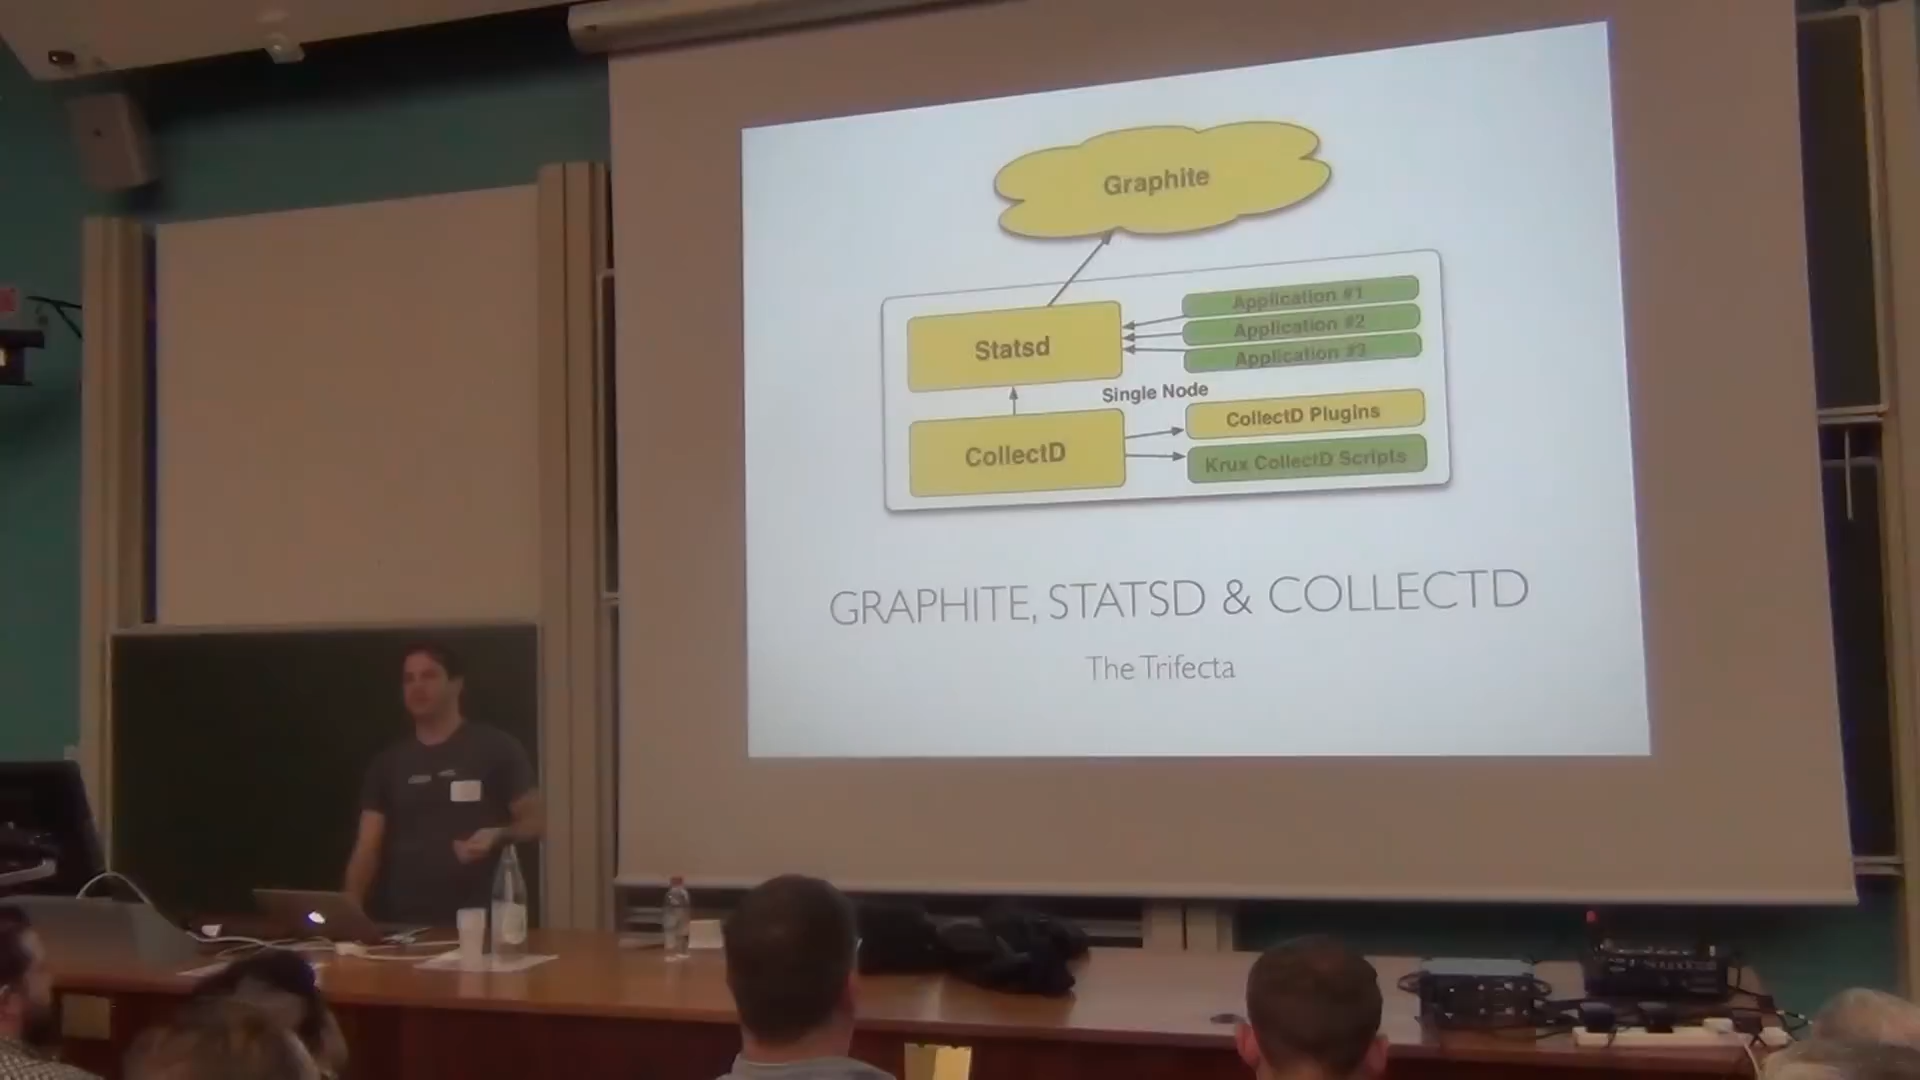 Graphite
Application #1
Application #2
Application #3
Statsd
Single Node
CollectD Plugins
CollectD
Krux CollectD Scripts
GRAPHITE, STATSD & COLLECTD
The Trifecta